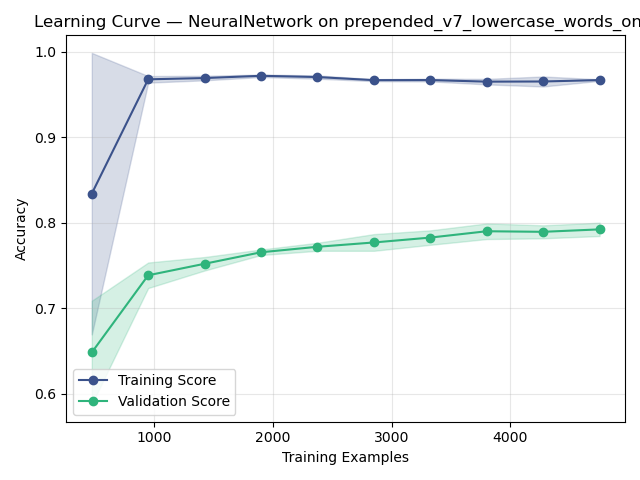 Learning Curve — NeuralNetwork on prepended_v7_lowercase_words_on
1.0
0.9
0.8
0.7
0.6
Accuracy
Training Score
Validation Score
1000
2000
3000
4000
Training Examples